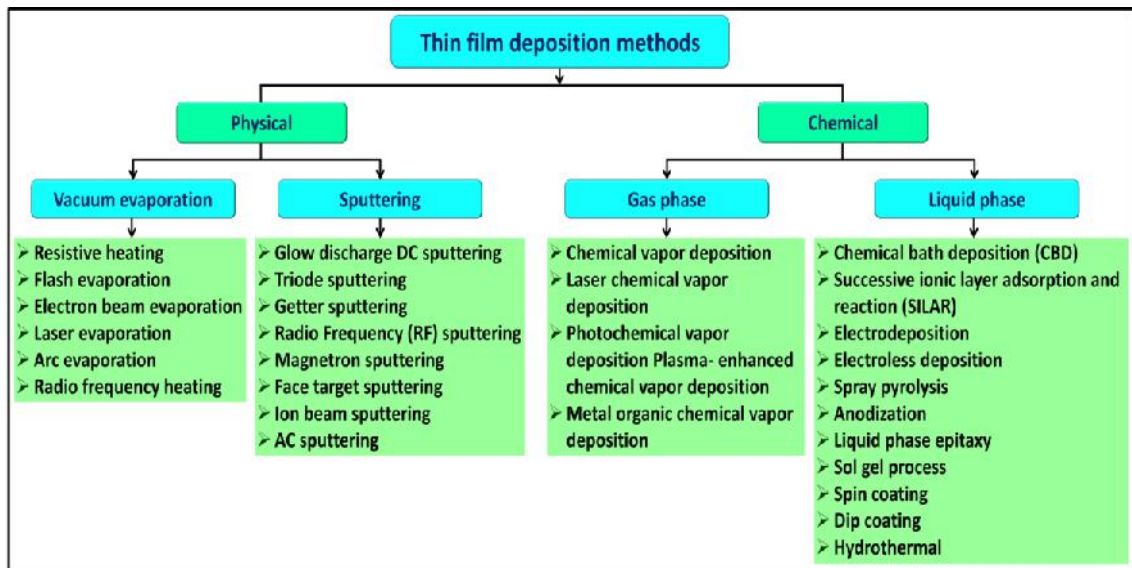 Thin film deposition methods
Physical
Chemical
Vacuum evaporation
Sputtering
Gas phase
Liquid phase
➢ Resistive heating
➢ Flash evaporation
➢ Electron beam evaporation
➢ Laser evaporation
➢ Arc evaporation
➢ Radio frequency heating
➢ Glow discharge DC sputtering
➢ Triode sputtering
➢ Getter sputtering
➢ Radio Frequency (RF) sputtering
➢ Magnetron sputtering
➢ Face target sputtering
➢ Ion beam sputtering
➢ AC sputtering
➢ Chemical vapor deposition
➢ Laser chemical vapor
deposition
➢ Photochemical vapor
deposition Plasma- enhanced
chemical vapor deposition
➢ Metal organic chemical vapor
deposition
➢ Chemical bath deposition (CBD)
➢ Successive ionic layer adsorption and
reaction (SILAR)
➢ Electrodeposition
➢ Electroless deposition
➢ Spray pyrolysis
➢ Anodization
➢ Liquid phase epitaxy
➢ Sol gel process
➢ Spin coating
➢ Dip coating
➢ Hydrothermal